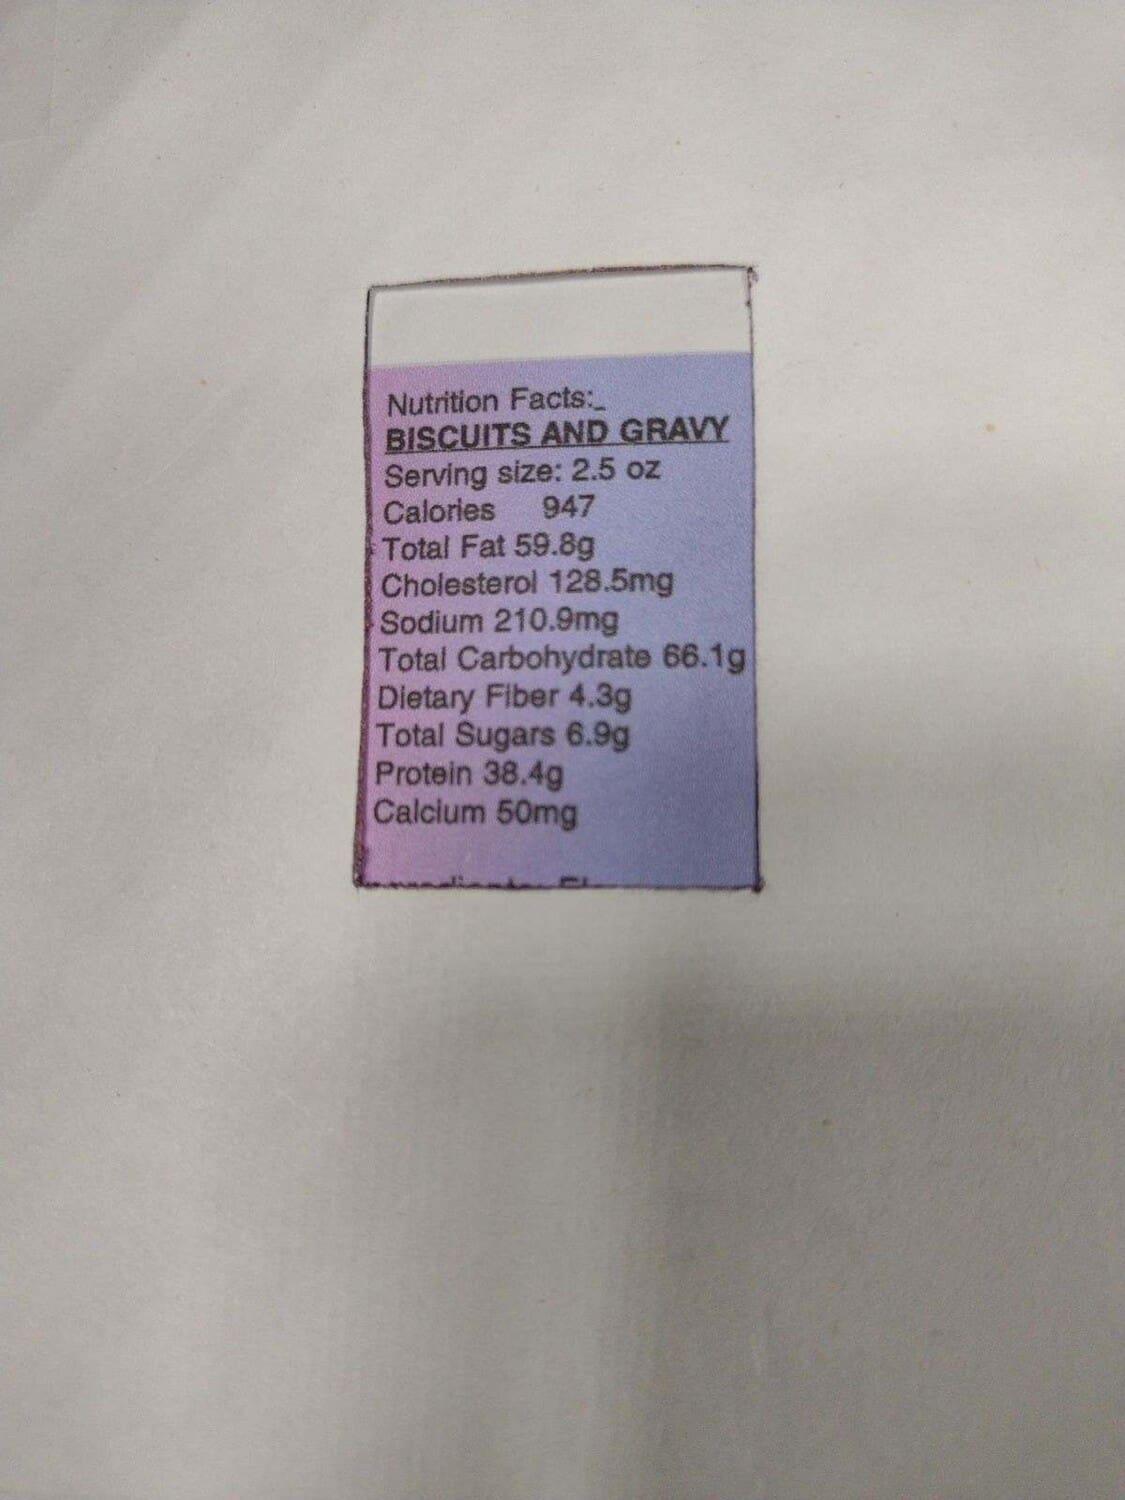 Nutrition Facts:_
BISCUITS AND GRAVY
Serving size: 2.5 oz
Calories 947
Total Fat 59.8g
Cholesterol 128.5mg
Sodium 210.9mg
Total Carbohydrate 66.1g
Dietary Fiber 4.3g
Total Sugars 6.9g
Protein 38.4g
Calcium 50mg